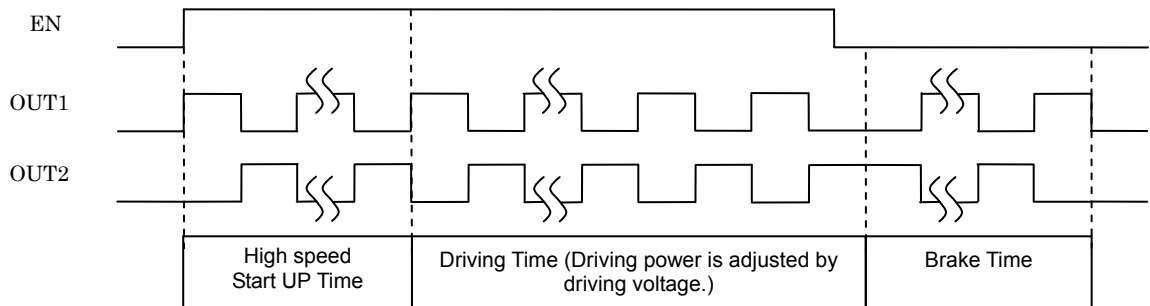 EN
OUT1
OUT2
High speed
Start UP Time
Driving Time (Driving power is adjusted by
driving voltage.)
Brake Time